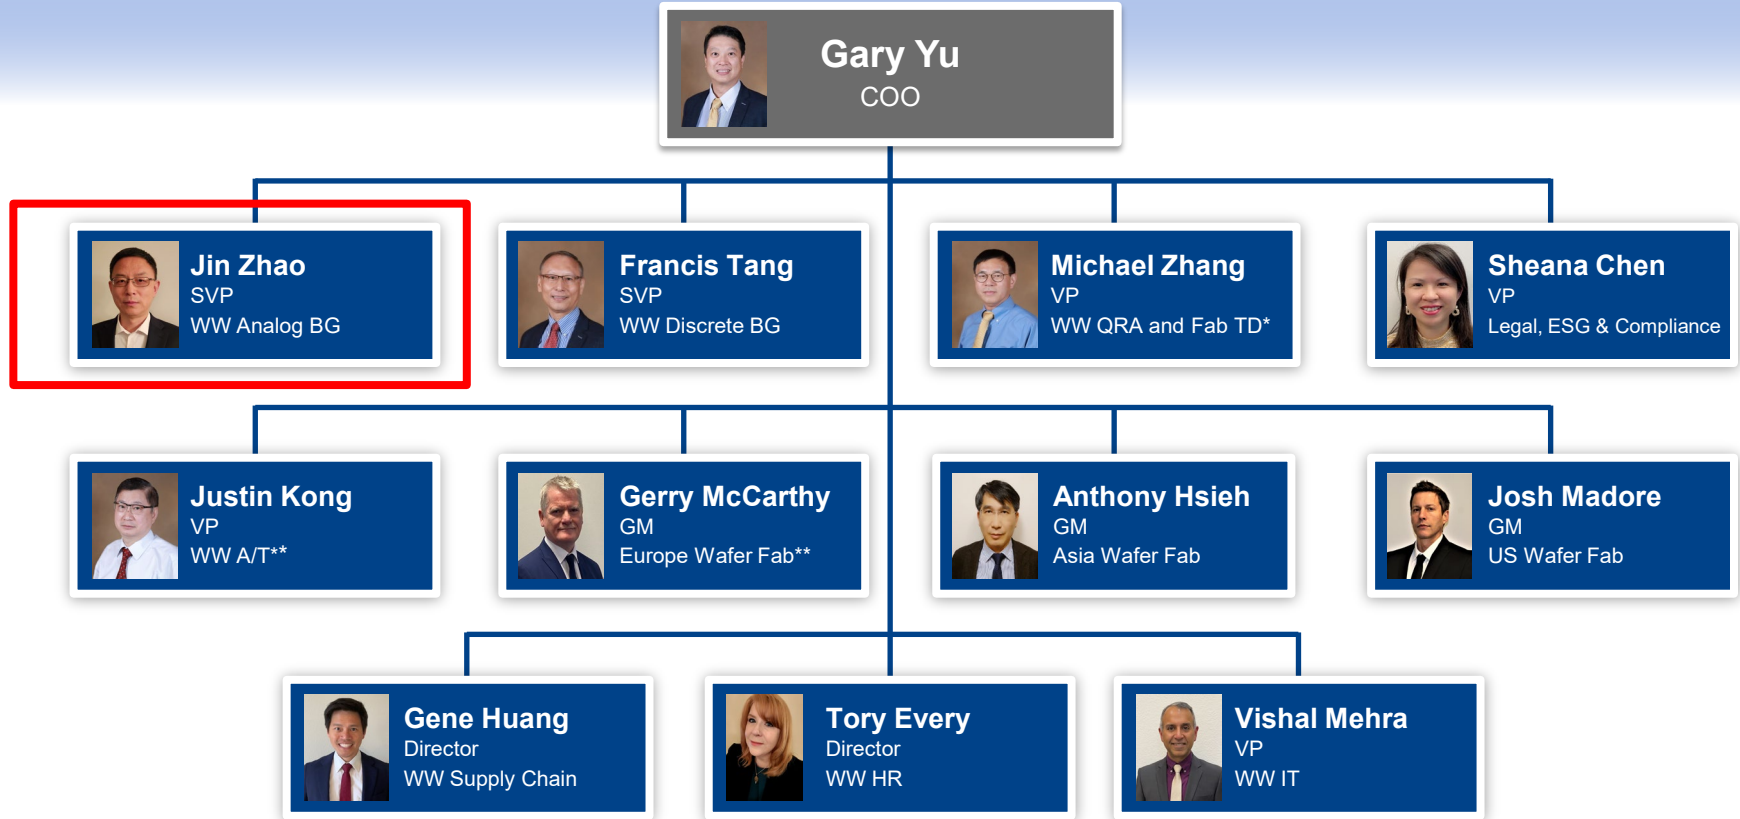 Gary Yu
COO
Jin Zhao
SVP
WW Analog BG
Francis Tang
SVP
WW Discrete BG
Michael Zhang
VP
WW QRA and Fab TD*
Sheana Chen
VP
Legal, ESG & Compliance
Justin Kong
VP
WW A/T**
Gerry McCarthy
GM
Europe Wafer Fab**
Anthony Hsieh
GM
Asia Wafer Fab
Josh Madore
GM
US Wafer Fab
Gene Huang
Director
WW Supply Chain
Tory Every
Director
WW HR
Vishal Mehra
VP
WW IT